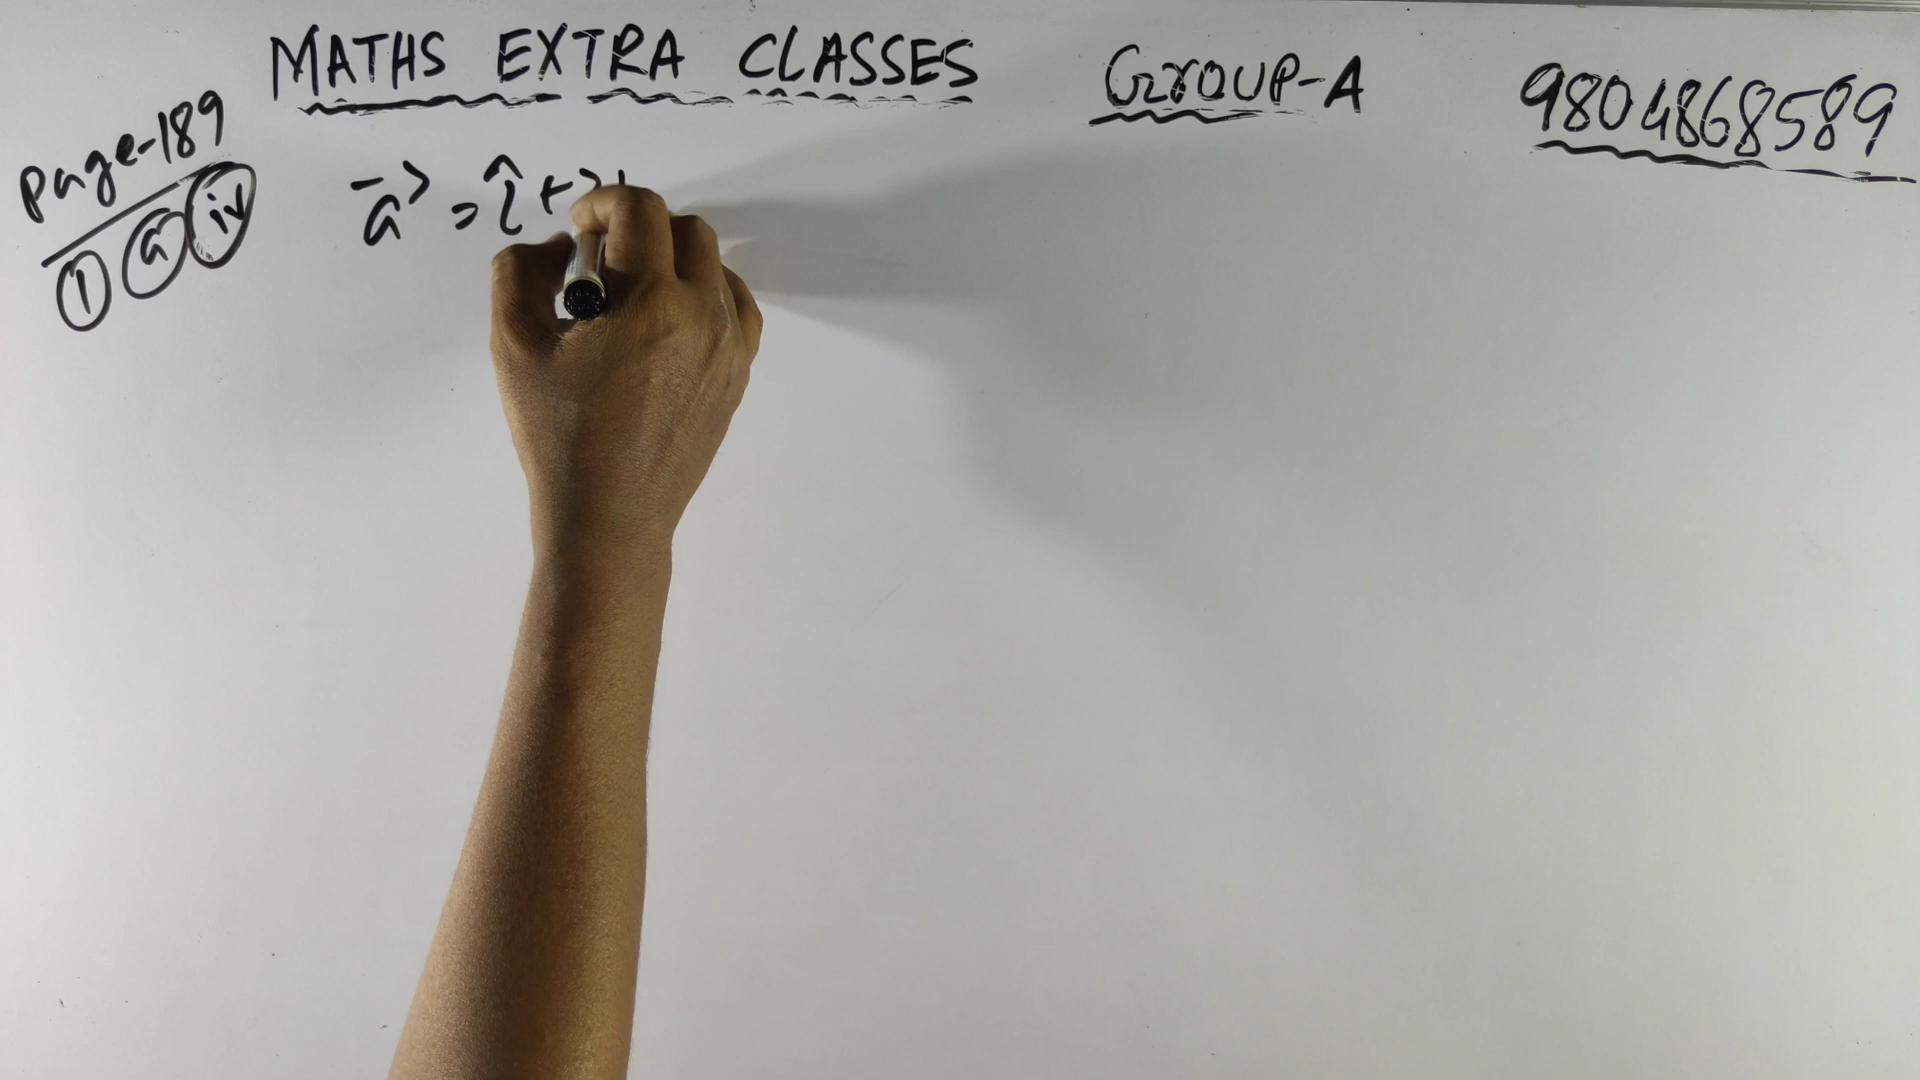 MATHS EXTRA CLASSES
GROUP-A
9804868589
Page-189
1 a iv
a⃗ = î +